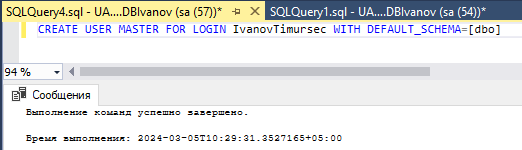 SQLQuery4.sql - UA....DBIvanov (sa (57))* SQLQuery1.sql - UA....DBIvanov (sa (54))*
CREATE USER MASTER FOR LOGIN IvanovTimursec WITH DEFAULT_SCHEMA=[dbo]
94 %
Сообщения
Выполнение команд успешно завершено.
Время выполнения: 2024-03-05T10:29:31.3527165+05:00